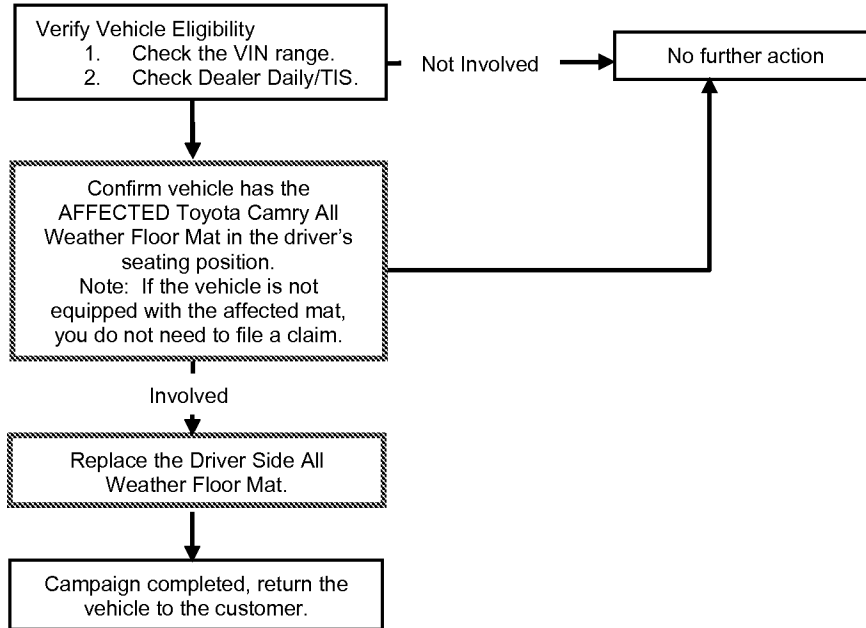 Verify Vehicle Eligibility
1. Check the VIN range.
2. Check Dealer Daily/TIS.
Not Involved
No further action
Confirm vehicle has the
AFFECTED Toyota Camry All
Weather Floor Mat in the driver’s
seating position.
Note: If the vehicle is not
equipped with the affected mat,
you do not need to file a claim.
Involved
Replace the Driver Side All
Weather Floor Mat.
Campaign completed, return the
vehicle to the customer.